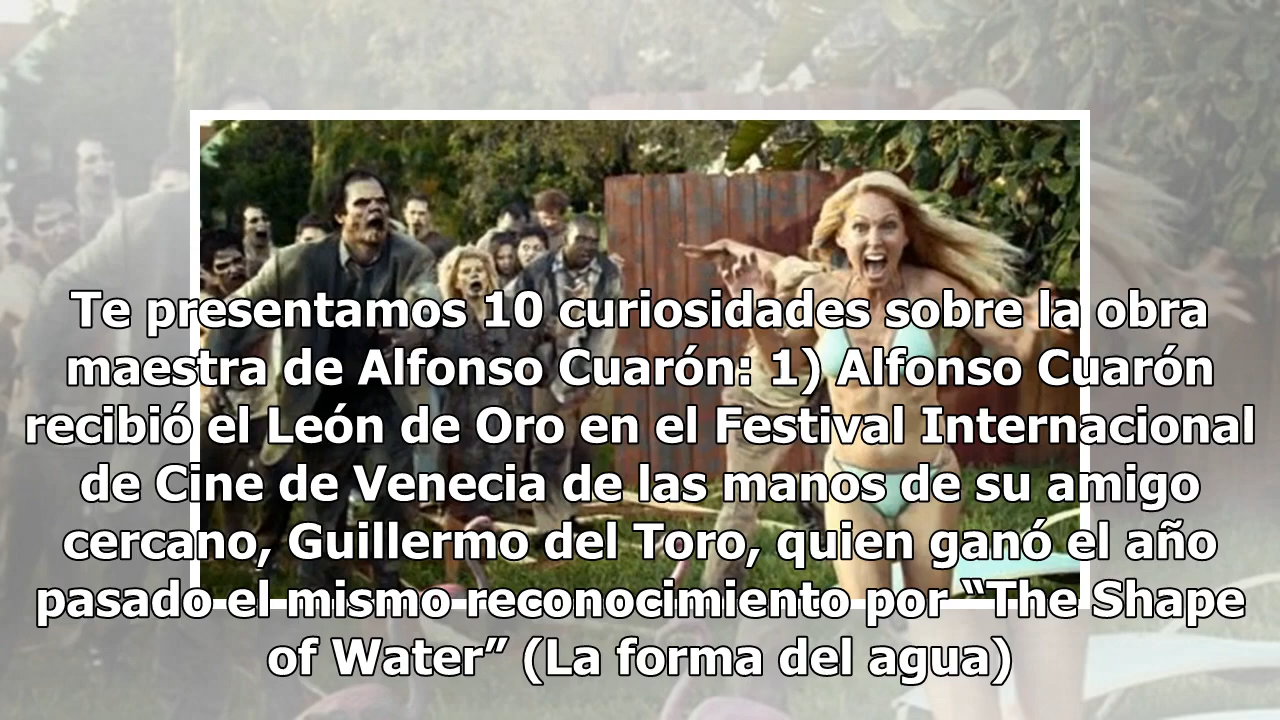 Te presentamos 10 curiosidades sobre la obra
maestra de Alfonso Cuarón: 1) Alfonso Cuarón
recibió el León de Oro en el Festival Internacional
de Cine de Venecia de las manos de su amigo
cercano, Guillermo del Toro, quien ganó el año
pasado el mismo reconocimiento por “The Shape
of Water” (La forma del agua)